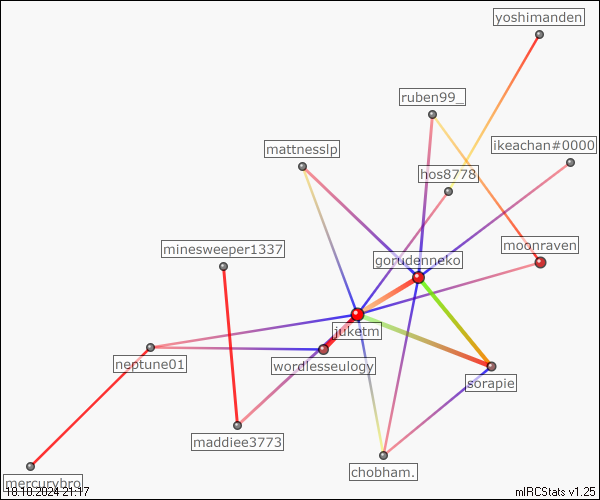 yoshimanden
ruben99_
ikeachan#0000
mattnesslp
hos8778
moonraven
minesweeper1337
gorudenneko
juketm
neptune01
wordlesseulogy
sorapie
maddiee3773
chobham.
mercurybro
10.10.2024 21:17
mIRCStats v1.25